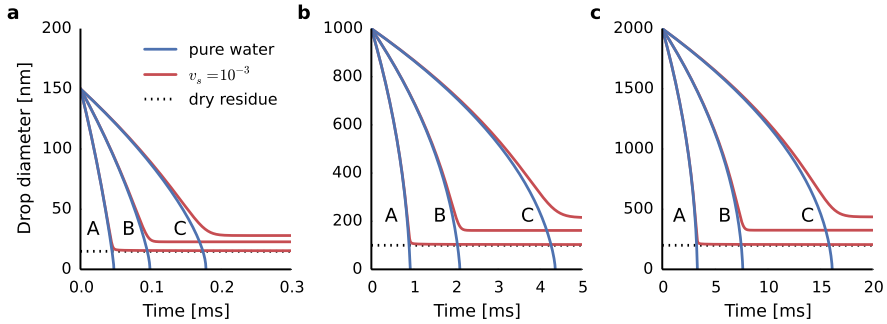 a
200
150
100
50
0
Drop diameter [nm]
pure water
v_s = 10^{-3}
dry residue
A B C
0.0 0.1 0.2 0.3
Time [ms]
b
1000
800
600
400
200
0
A B C
0 1 2 3 4 5
Time [ms]
c
2000
1500
1000
500
0
A B C
0 5 10 15 20
Time [ms]